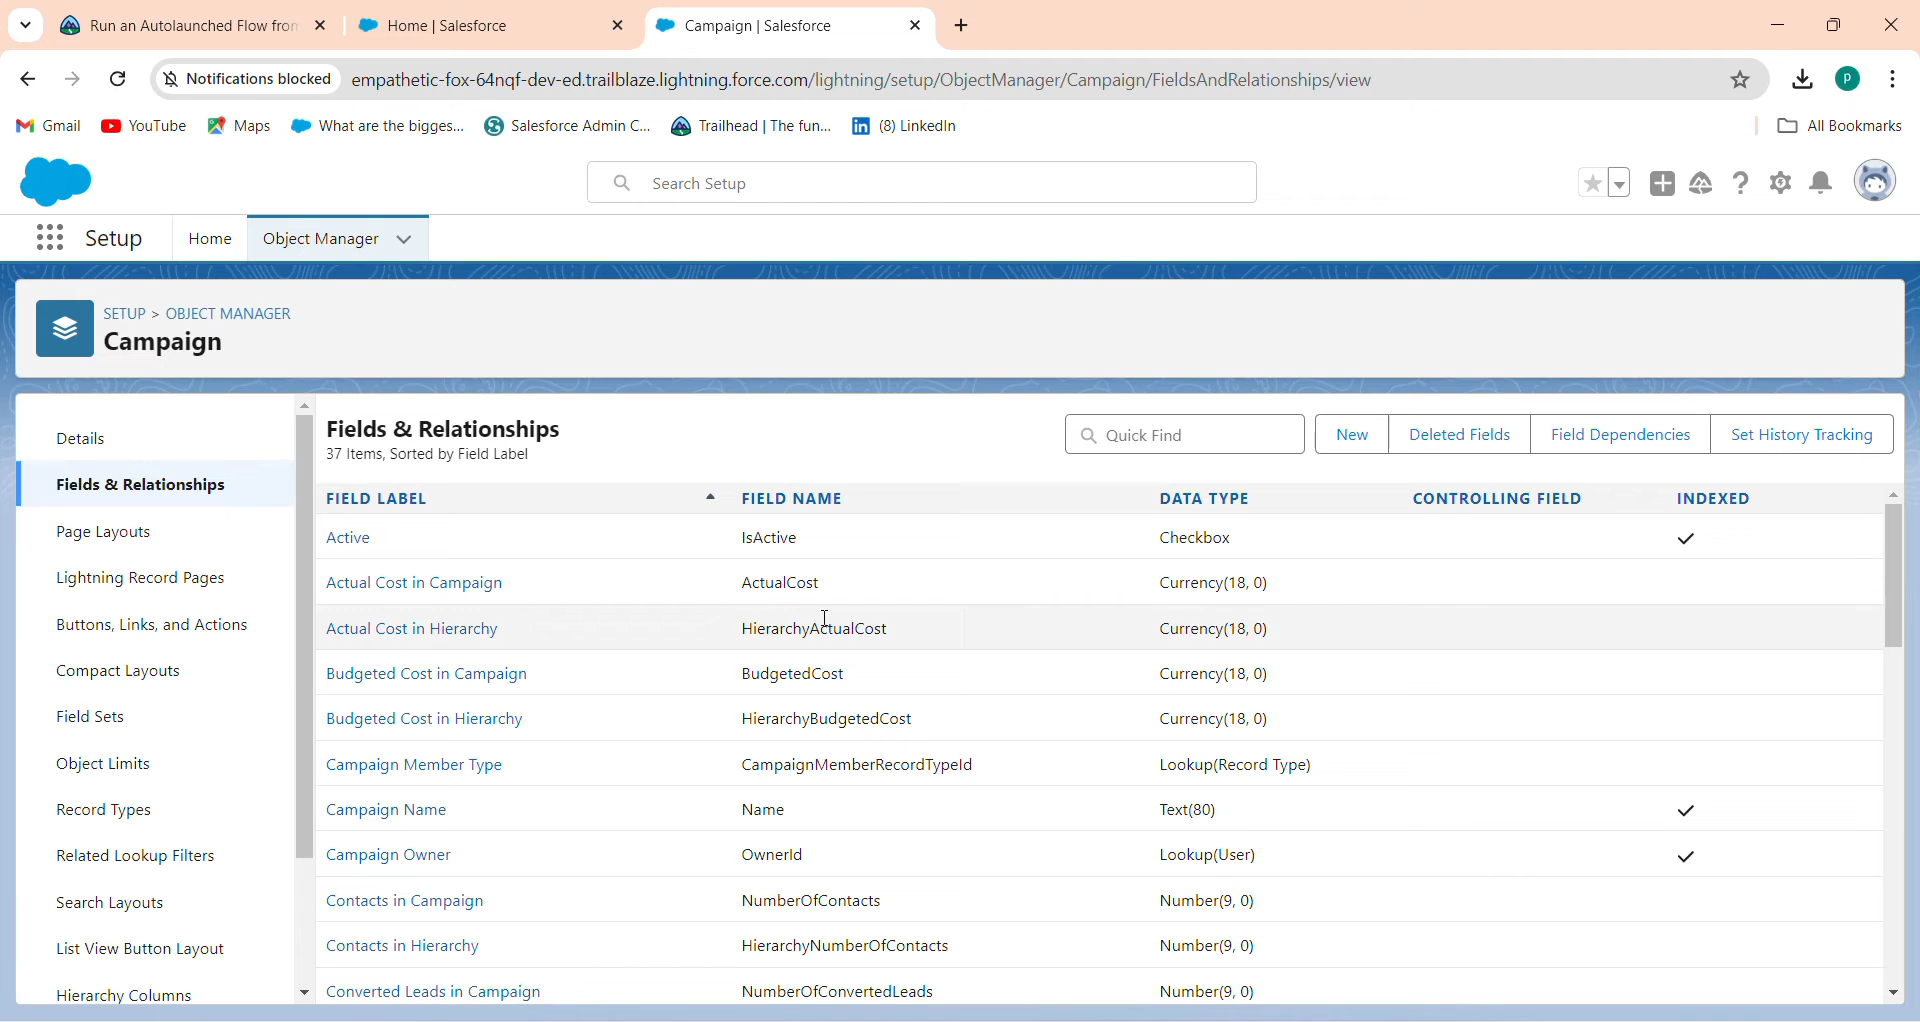 Run an Autolaunched Flow from
Home | Salesforce
Campaign | Salesforce
Notifications blocked
empathetic-fox-64nqf-dev-ed.trailblaze.lightning.force.com/lightning/setup/ObjectManager/Campaign/FieldsAndRelationships/view
P
Gmail
YouTube
Maps
What are the bigges...
Salesforce Admin C...
Trailhead | The fun...
(8) LinkedIn
All Bookmarks
Search Setup
Setup
Home
Object Manager
SETUP > OBJECT MANAGER
Campaign
Details
Fields & Relationships
Page Layouts
Lightning Record Pages
Buttons, Links, and Actions
Compact Layouts
Field Sets
Object Limits
Record Types
Related Lookup Filters
Search Layouts
List View Button Layout
Hierarchy Columns
Fields & Relationships
37 Items, Sorted by Field Label
Quick Find
New
Deleted Fields
Field Dependencies
Set History Tracking
FIELD LABEL FIELD NAME DATA TYPE CONTROLLING FIELD INDEXED
Active IsActive Checkbox
Actual Cost in Campaign ActualCost Currency(18, 0)
Actual Cost in Hierarchy HierarchyActualCost Currency(18, 0)
Budgeted Cost in Campaign BudgetedCost Currency(18, 0)
Budgeted Cost in Hierarchy HierarchyBudgetedCost Currency(18, 0)
Campaign Member Type CampaignMemberRecordTypeId Lookup(Record Type)
Campaign Name Name Text(80)
Campaign Owner OwnerId Lookup(User)
Contacts in Campaign NumberOfContacts Number(9, 0)
Contacts in Hierarchy HierarchyNumberOfContacts Number(9, 0)
Converted Leads in Campaign NumberOfConvertedLeads Number(9, 0)